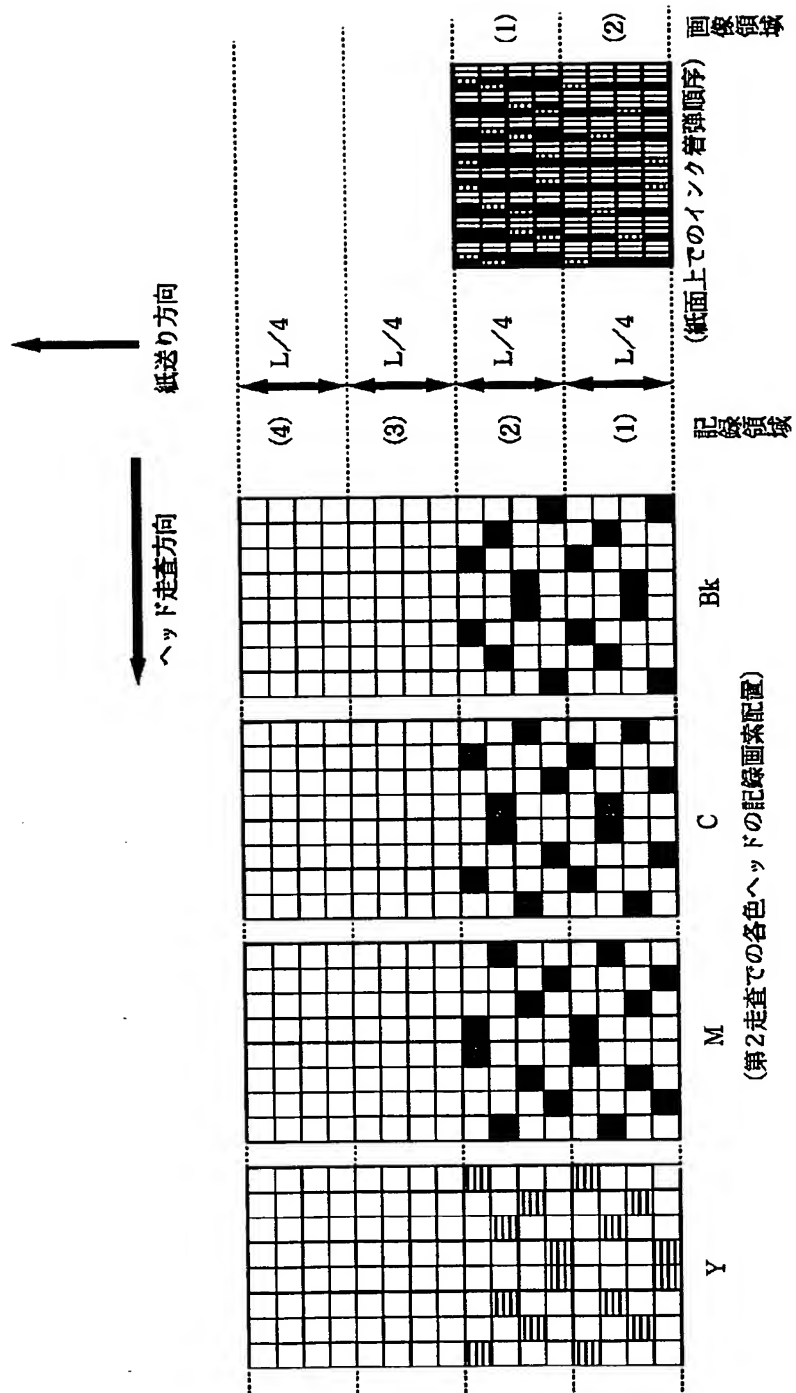 紙送り方向
ヘッド走査方向
画像領域
(1)
(2)
(紙面上でのインク着弾順序)
L/4
L/4
L/4
L/4
(4)
(3)
(2)
(1)
記録領域
Bk
C
M
Y
(第2走査での各色ヘッドの記録画素配置)